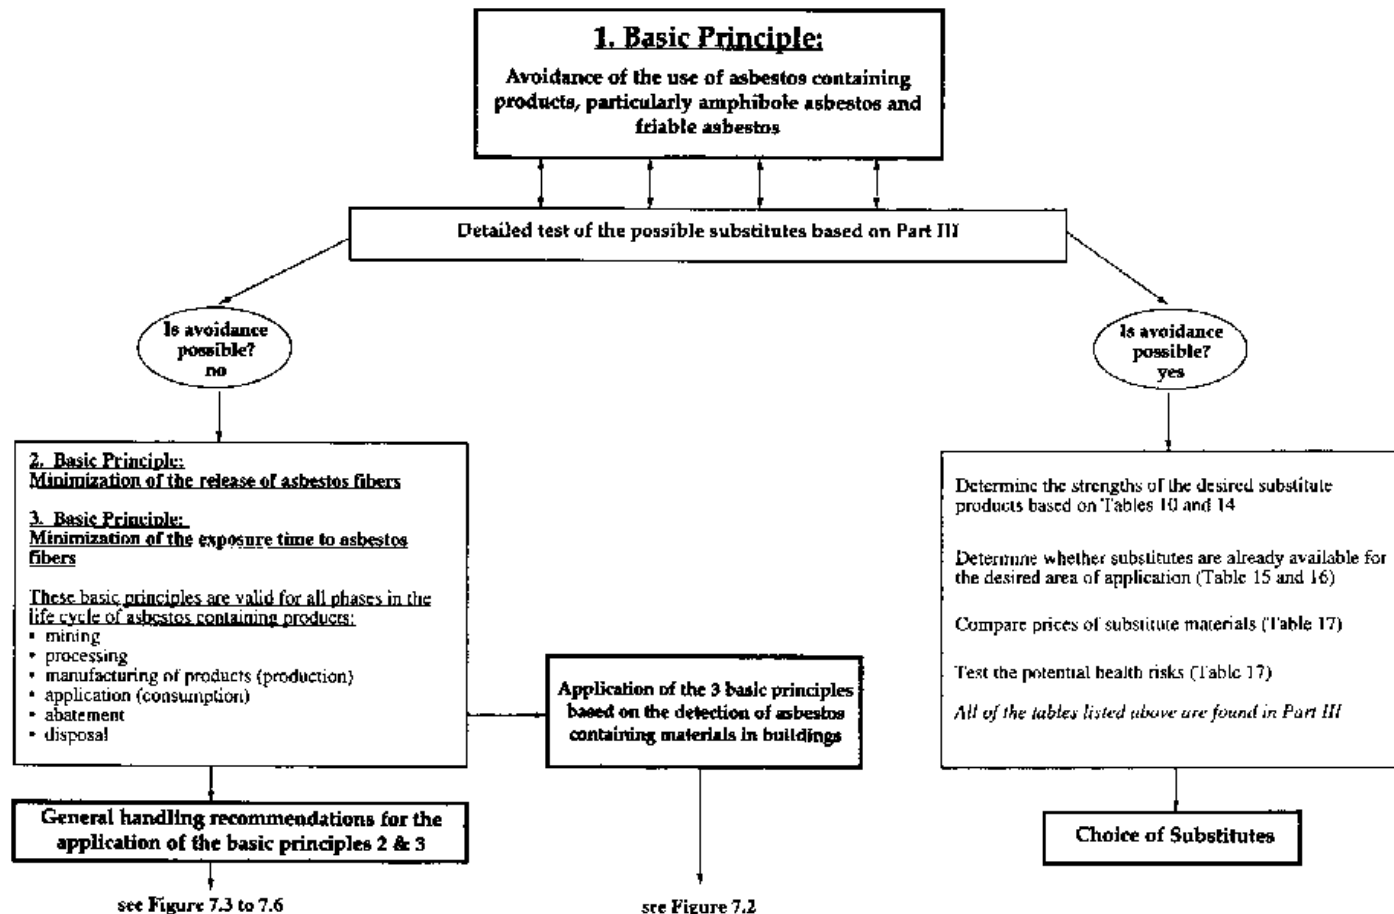 1. Basic Principle:
Avoidance of the use of asbestos containing
products, particularly amphibole asbestos and
friable asbestos
Detailed test of the possible substitutes based on Part III
Is avoidance
possible?
no
Is avoidance
possible?
yes
2. Basic Principle:
Minimization of the release of asbestos fibers
3. Basic Principle:
Minimization of the exposure time to asbestos
fibers
These basic principles are valid for all phases in the
life cycle of asbestos containing products:
• mining
• processing
• manufacturing of products (production)
• application (consumption)
• abatement
• disposal
Application of the 3 basic principles
based on the detection of asbestos
containing materials in buildings
Determine the strengths of the desired substitute
products based on Tables 10 and 14
Determine whether substitutes are already available for
the desired area of application (Table 15 and 16)
Compare prices of substitute materials (Table 17)
Test the potential health risks (Table 17)
All of the tables listed above are found in Part III
General handling recommendations for the
application of the basic principles 2 & 3
Choice of Substitutes
see Figure 7.3 to 7.6
see Figure 7.2